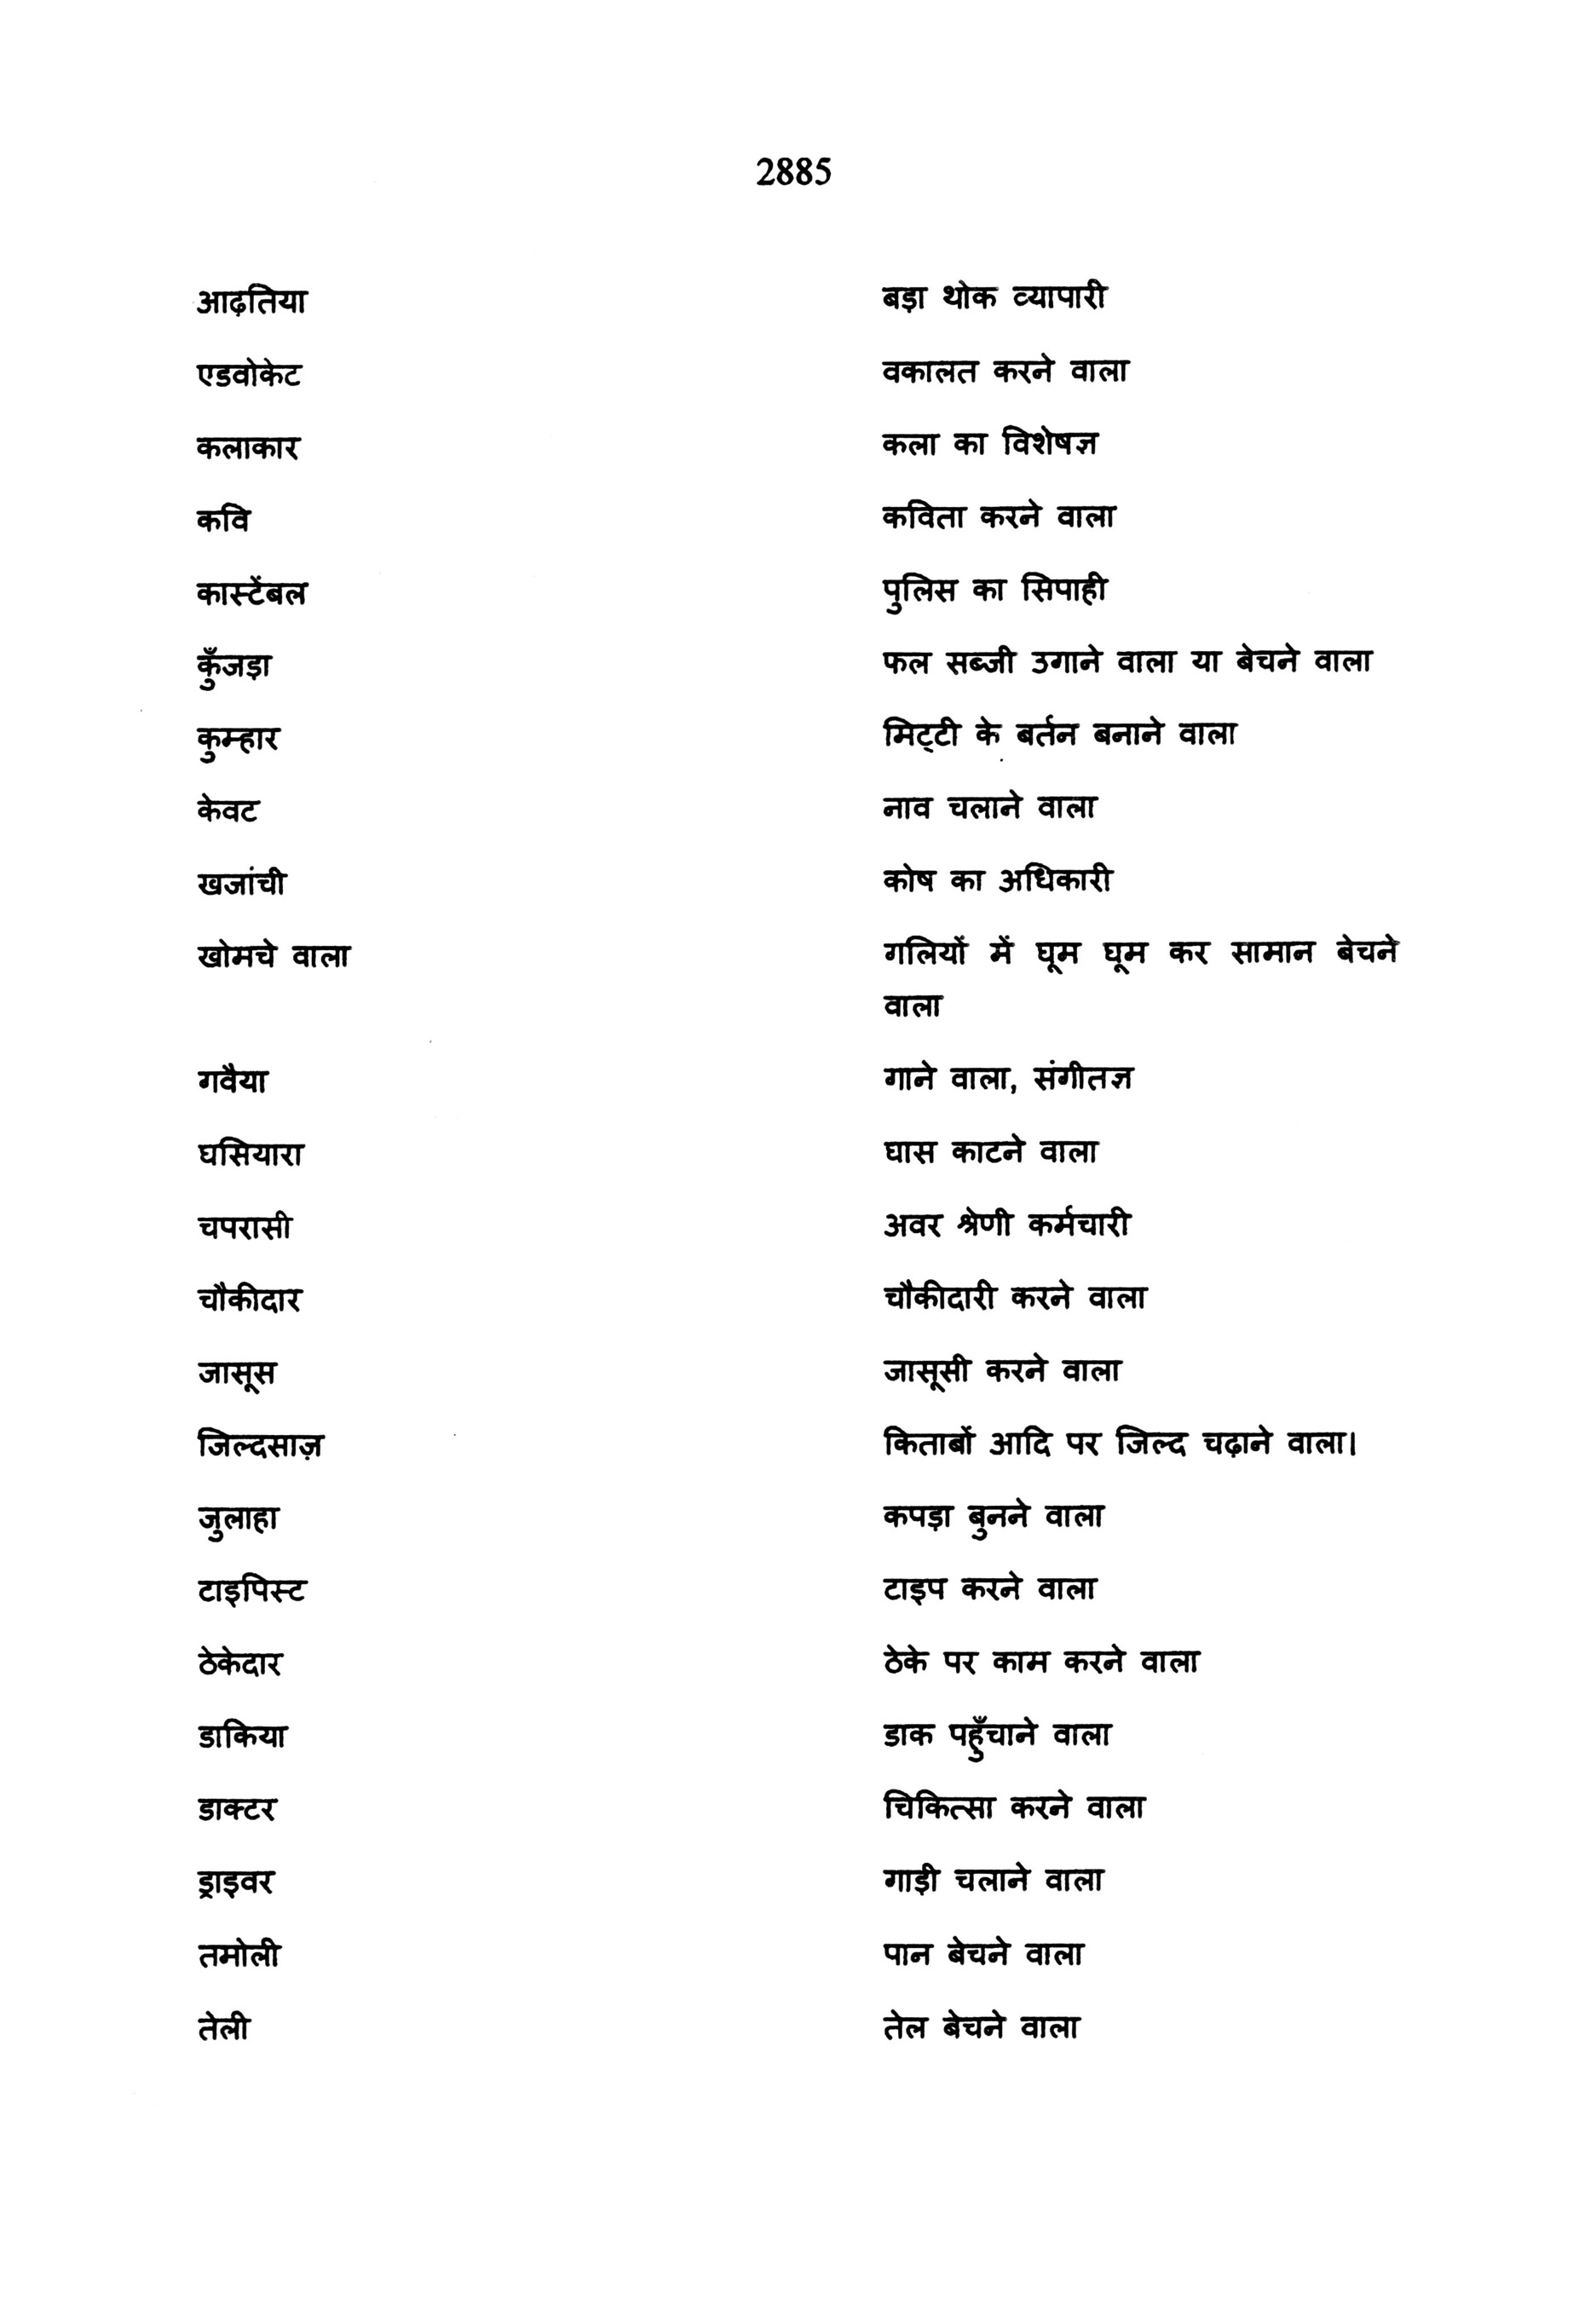 2885
आढ़तिया बड़ा थोक व्यापारी
एडवोकेट वकालत करने वाला
कलाकार कला का विशेषज्ञ
कवि कविता करने वाला
कास्टेंबल पुलिस का सिपाही
कुँजड़ा फल सब्जी उगाने वाला या बेचने वाला
कुम्हार मिट्टी के बर्तन बनाने वाला
केवट नाव चलाने वाला
खजांची कोष का अधिकारी
खोमचे वाला गलियों में घूम घूम कर सामान बेचने
वाला
गवैया गाने वाला, संगीतज्ञ
घसियारा घास काटने वाला
चपरासी अवर श्रेणी कर्मचारी
चौकीदार चौकीदारी करने वाला
जासूस जासूसी करने वाला
जिल्दसाज़ किताबों आदि पर जिल्द चढ़ाने वाला।
जुलाहा कपड़ा बुनने वाला
टाइपिस्ट टाइप करने वाला
ठेकेदार ठेके पर काम करने वाला
डाकिया डाक पहुँचाने वाला
डाक्टर चिकित्सा करने वाला
ड्राइवर गाड़ी चलाने वाला
तमोली पान बेचने वाला
तेली तेल बेचने वाला